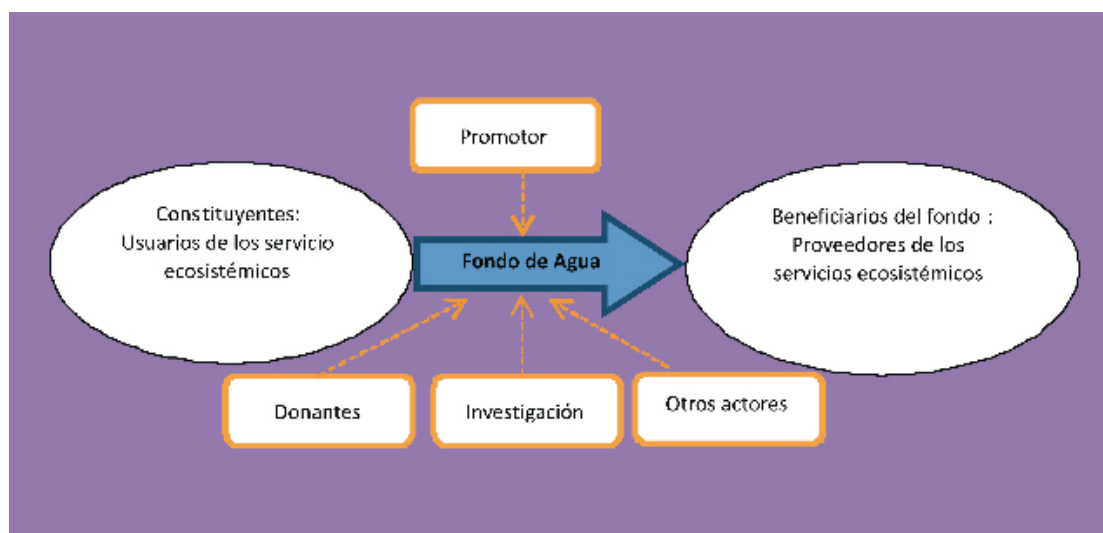 Promotor
Constituyentes:
Usuarios de los servicio
ecosistémicos
Fondo de Agua
Beneficiarios del fondo :
Proveedores de los
servicios ecosistémicos
Donantes
Investigación
Otros actores